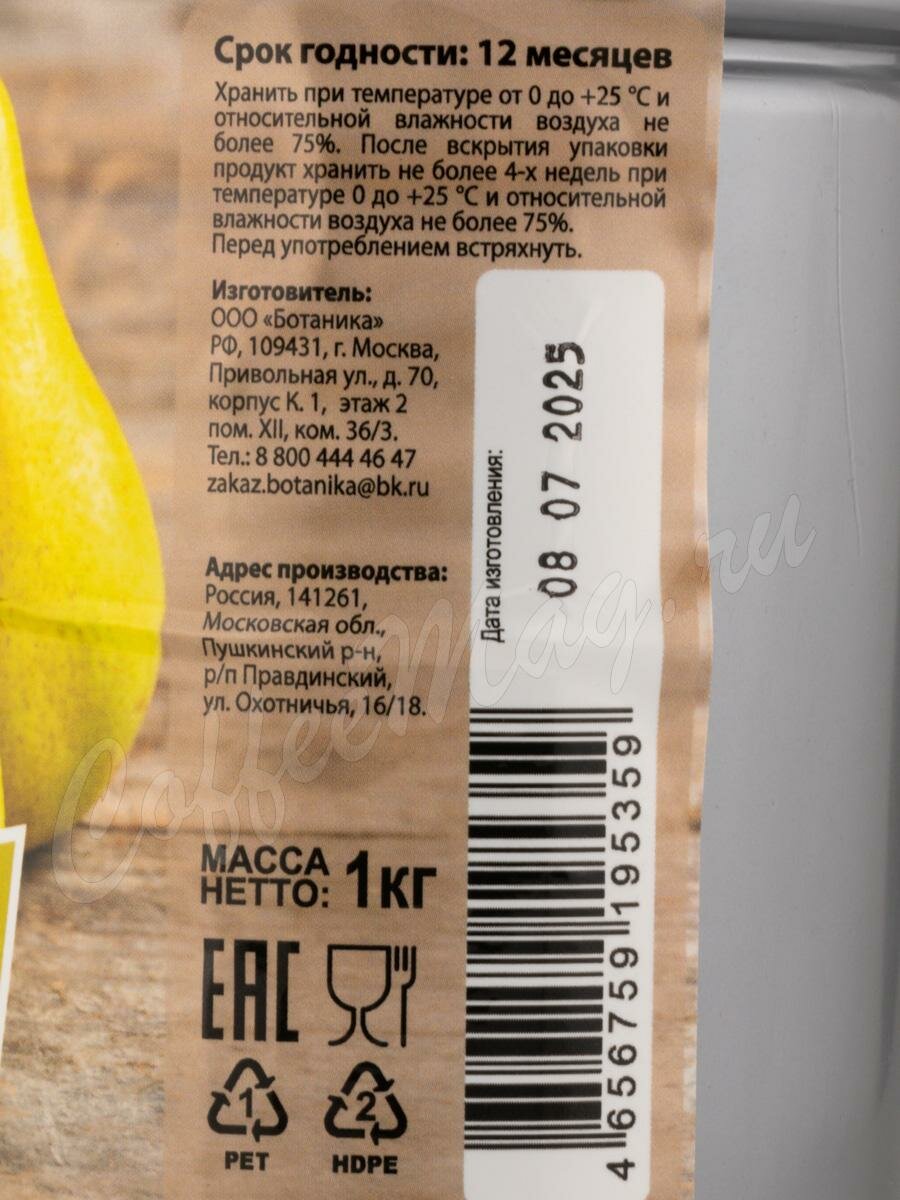 Срок годности: 12 месяцев
Хранить при температуре от 0 до +25 °C и
относительной влажности воздуха не
более 75%. После вскрытия упаковки
продукт хранить не более 4-х недель при
температуре 0 до +25 °C и относительной
влажности воздуха не более 75%.
Перед употреблением встряхнуть.
Изготовитель:
ООО «Ботаника»
РФ, 109431, г. Москва,
Привольная ул., д. 70,
корпус К. 1, этаж 2
пом. XII, ком. 36/3.
Тел.: 8 800 444 46 47
zakaz.botanika@bk.ru
Дата изготовления:
08 07 2025
Адрес производства:
Россия, 141261,
Московская обл.,
Пушкинский р-н,
р/п Правдинский,
ул. Охотничья, 16/18.
МАССА
НЕТТО: 1кг
EAC
1
PET
2
HDPE
4 656759 195359
CoffeeMag.ru